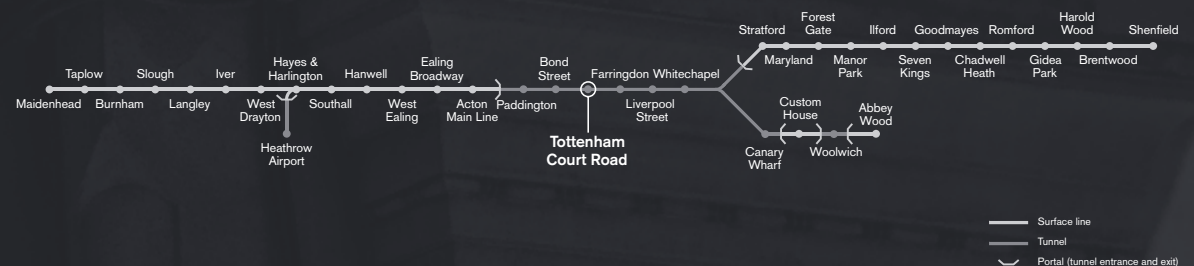 Maidenhead
Taplow
Burnham
Slough
Langley
Iver
West
Drayton
Hayes &
Harlington
Heathrow
Airport
Southall
Hanwell
West
Ealing
Ealing
Broadway
Acton
Main Line
Paddington
Bond
Street
Tottenham
Court Road
Farringdon
Liverpool
Street
Whitechapel
Stratford
Maryland
Forest
Gate
Manor
Park
Ilford
Seven
Kings
Goodmayes
Chadwell
Heath
Romford
Gidea
Park
Harold
Wood
Brentwood
Shenfield
Canary
Wharf
Custom
House
Woolwich
Abbey
Wood
Surface line
Tunnel
Portal (tunnel entrance and exit)